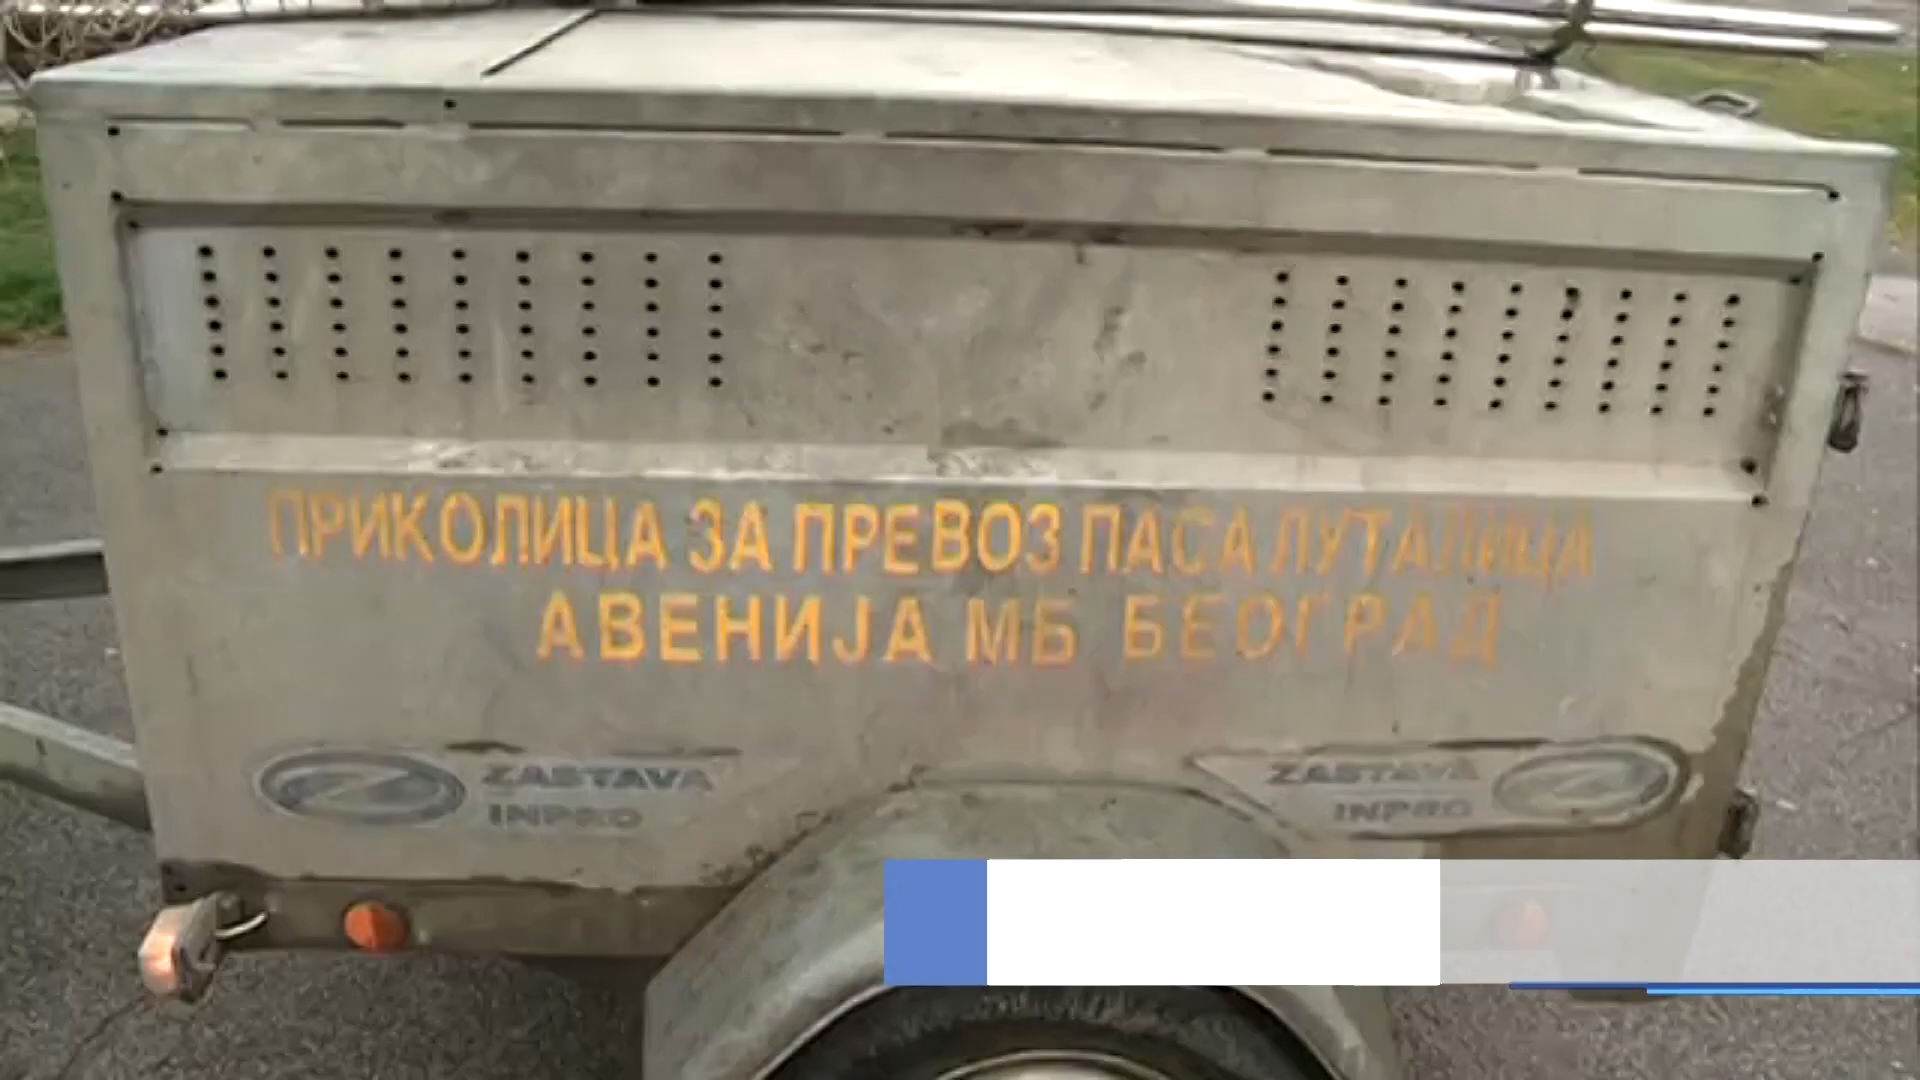 ПРИКОЛИЦА ЗА ПРЕВОЗ ПАСА ЛУТАЛИЦА
АВЕНИЈА МБ БЕОГРАД
ZASTAVA
INPRO
ZASTAVA
INPRO